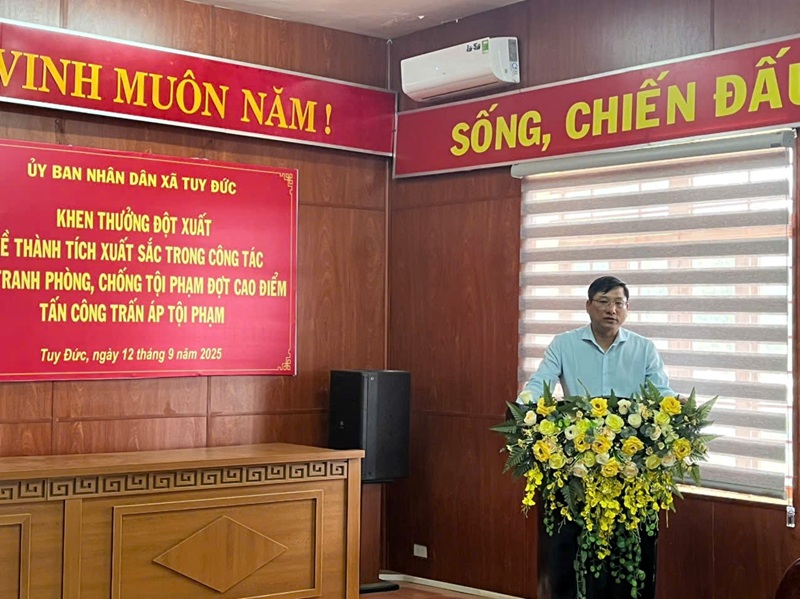 VINH MUÔN NĂM !
SỐNG, CHIẾN ĐẤU
ỦY BAN NHÂN DÂN XÃ TUY ĐỨC
KHEN THƯỞNG ĐỘT XUẤT
Ề THÀNH TÍCH XUẤT SẮC TRONG CÔNG TÁC
TRANH PHÒNG, CHỐNG TỘI PHẠM ĐỢT CAO ĐIỂM
TẤN CÔNG TRẤN ÁP TỘI PHẠM
Tuy Đức, ngày 12 tháng 9 năm 2025